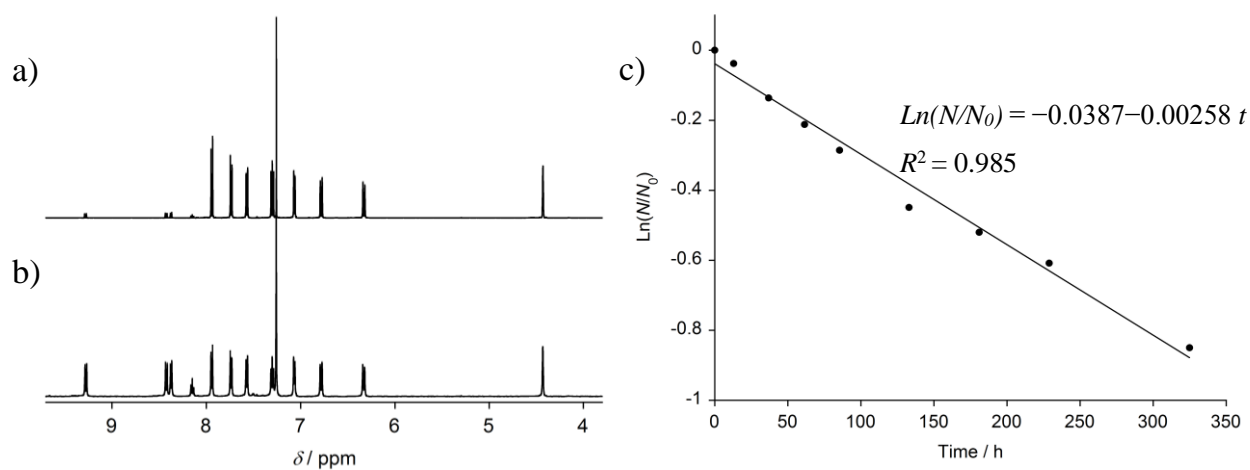 a)
b)
9 8 7 6 5 4
δ / ppm
c)
Ln(N/N₀)
0
-0.2
-0.4
-0.6
-0.8
-1
Ln(N/N₀) = −0.0387−0.00258 t
R² = 0.985
0 50 100 150 200 250 300 350
Time / h